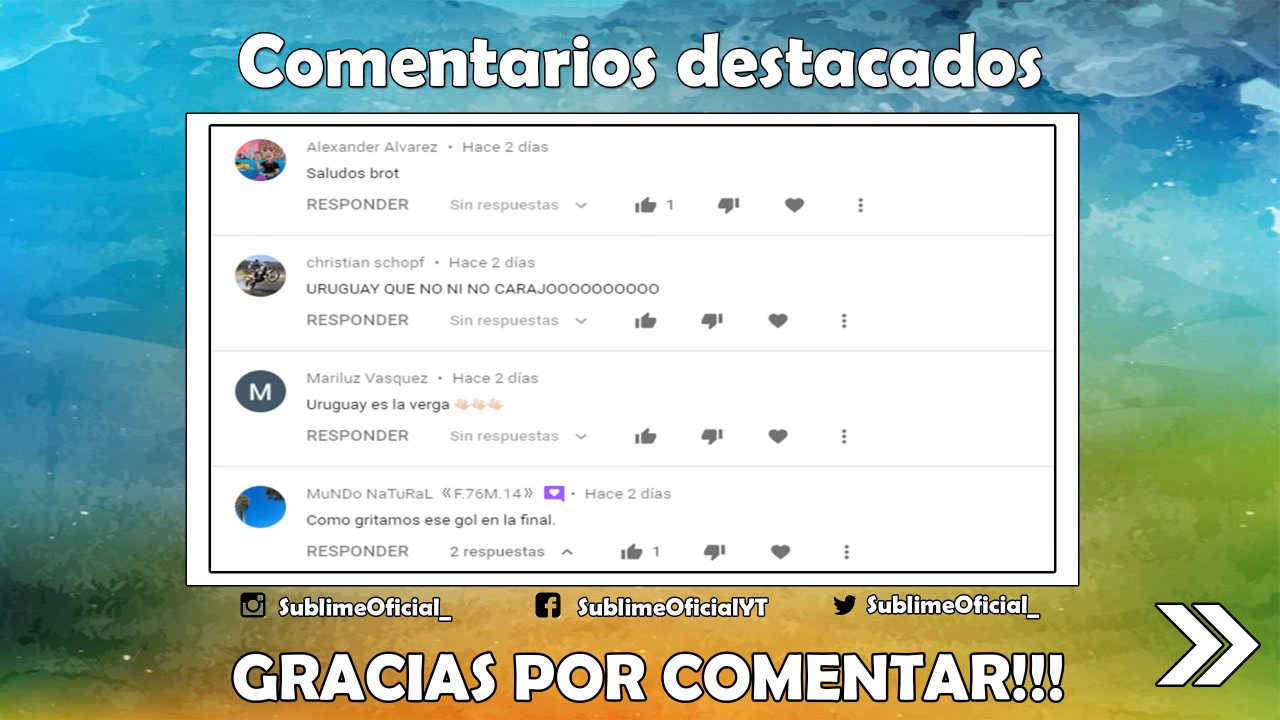 Comentarios destacados
Alexander Alvarez • Hace 2 días
Saludos brot
RESPONDER Sin respuestas 1
christian schopf • Hace 2 días
URUGUAY QUE NO NI NO CARAJOOOOOOOOOO
RESPONDER Sin respuestas
M
Mariluz Vasquez • Hace 2 días
Uruguay es la verga 👋🏻👋🏻👋🏻
RESPONDER Sin respuestas
MuNDo NaTuRaL 《F.76M.14》 • Hace 2 días
Como gritamos ese gol en la final.
RESPONDER 2 respuestas 1
SublimeOficial_ SublimeOficialYT SublimeOficial_
GRACIAS POR COMENTAR!!!